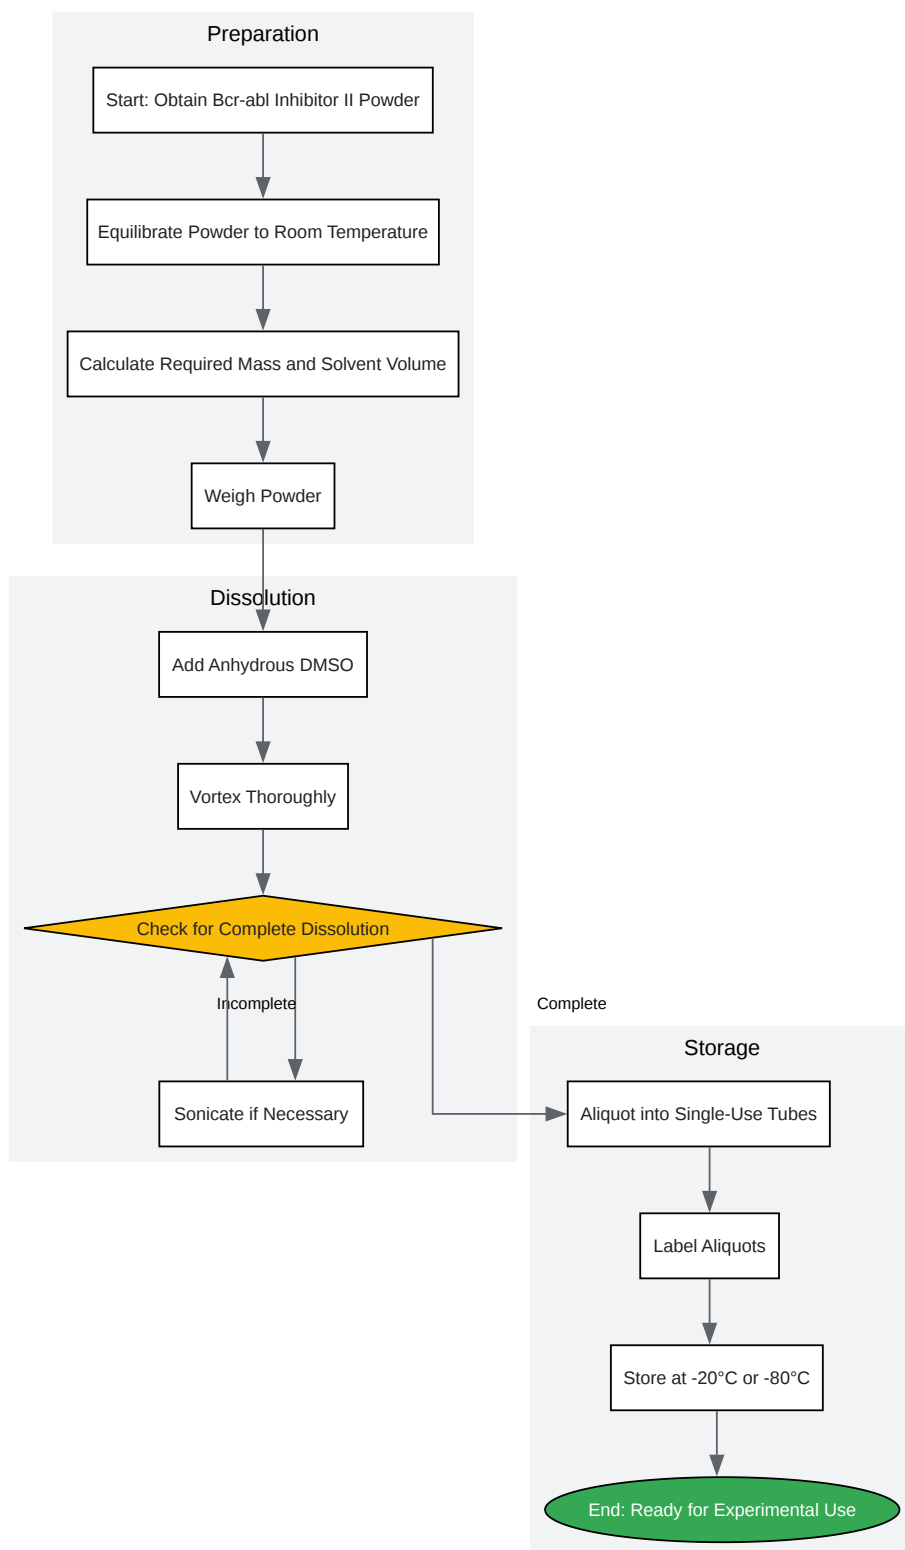 Preparation
Start: Obtain Bcr-abl Inhibitor II Powder
Equilibrate Powder to Room Temperature
Calculate Required Mass and Solvent Volume
Weigh Powder
Dissolution
Add Anhydrous DMSO
Vortex Thoroughly
Check for Complete Dissolution
Incomplete
Complete
Sonicate if Necessary
Storage
Aliquot into Single-Use Tubes
Label Aliquots
Store at -20°C or -80°C
End: Ready for Experimental Use